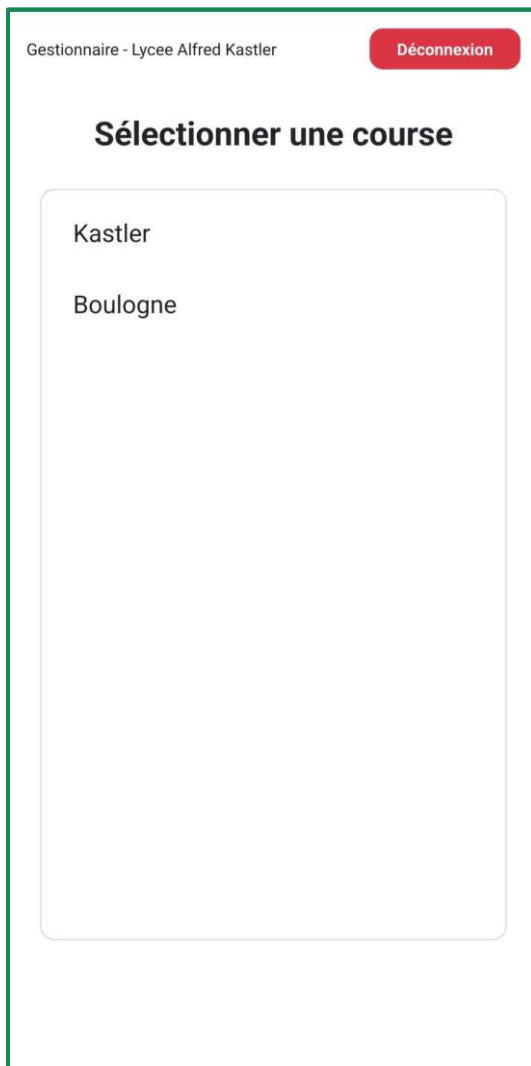 Gestionnaire - Lycee Alfred Kastler
Déconnexion
Sélectionner une course
Kastler
Boulogne